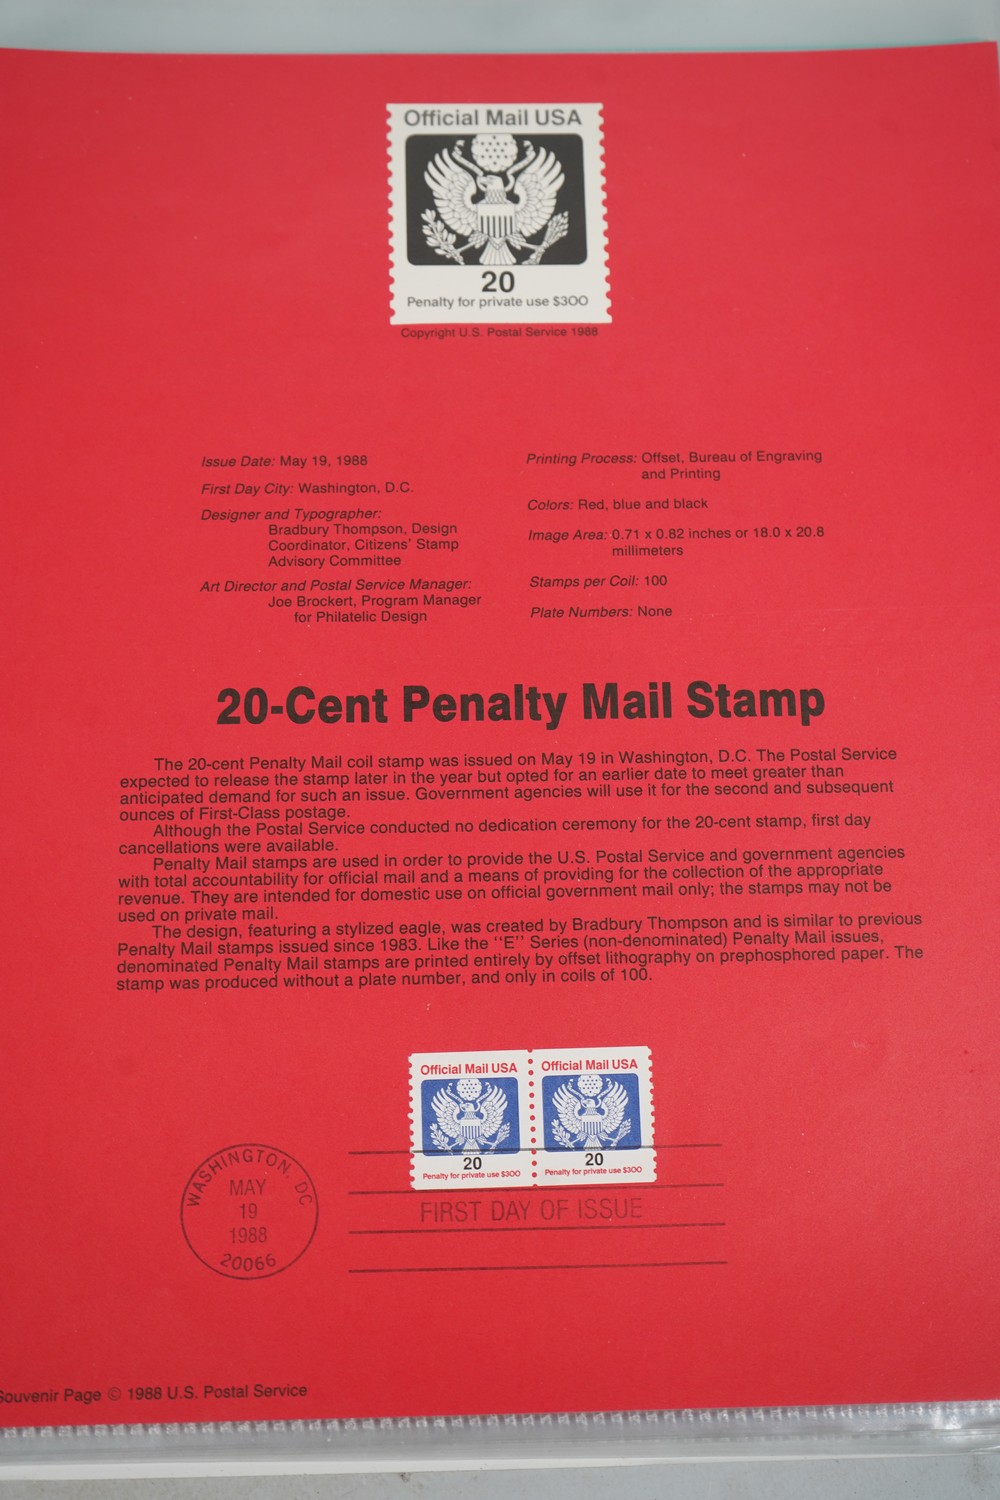 Official Mail USA
20
Penalty for private use $300
Copyright U.S. Postal Service 1988
Issue Date: May 19, 1988
First Day City: Washington, D.C.
Designer and Typographer:
Bradbury Thompson, Design
Coordinator, Citizens' Stamp
Advisory Committee
Art Director and Postal Service Manager:
Joe Brockert, Program Manager
for Philatelic Design
Printing Process: Offset, Bureau of Engraving
and Printing
Colors: Red, blue and black
Image Area: 0.71 x 0.82 inches or 18.0 x 20.8
millimeters
Stamps per Coil: 100
Plate Numbers: None
20-Cent Penalty Mail Stamp
The 20-cent Penalty Mail coil stamp was issued on May 19 in Washington, D.C. The Postal Service
expected to release the stamp later in the year but opted for an earlier date to meet greater than
anticipated demand for such an issue. Government agencies will use it for the second and subsequent
ounces of First-Class postage.
Although the Postal Service conducted no dedication ceremony for the 20-cent stamp, first day
cancellations were available.
Penalty Mail stamps are used in order to provide the U.S. Postal Service and government agencies
with total accountability for official mail and a means of providing for the collection of the appropriate
revenue. They are intended for domestic use on official government mail only; the stamps may not be
used on private mail.
The design, featuring a stylized eagle, was created by Bradbury Thompson and is similar to previous
Penalty Mail stamps issued since 1983. Like the "E" Series (non-denominated) Penalty Mail issues,
denominated Penalty Mail stamps are printed entirely by offset lithography on prephosphored paper. The
stamp was produced without a plate number, and only in coils of 100.
Official Mail USA
20
Penalty for private use $300
Official Mail USA
20
Penalty for private use $300
WASHINGTON, DC
MAY
19
1988
20066
FIRST DAY OF ISSUE
Souvenir Page © 1988 U.S. Postal Service